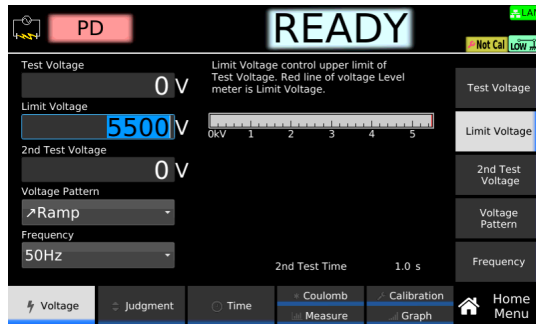 PD
READY
LAN
Not Cal
LOW
Test Voltage
0 V
Limit Voltage
5500 V
2nd Test Voltage
0 V
Voltage Pattern
↗Ramp
Frequency
50Hz
Limit Voltage control upper limit of
Test Voltage. Red line of voltage Level
meter is Limit Voltage.
0kV 1 2 3 4 5
2nd Test Time 1.0 s
Test Voltage
Limit Voltage
2nd Test
Voltage
Voltage
Pattern
Frequency
Voltage
Judgment
Time
Coulomb
Measure
Calibration
Graph
Home
Menu